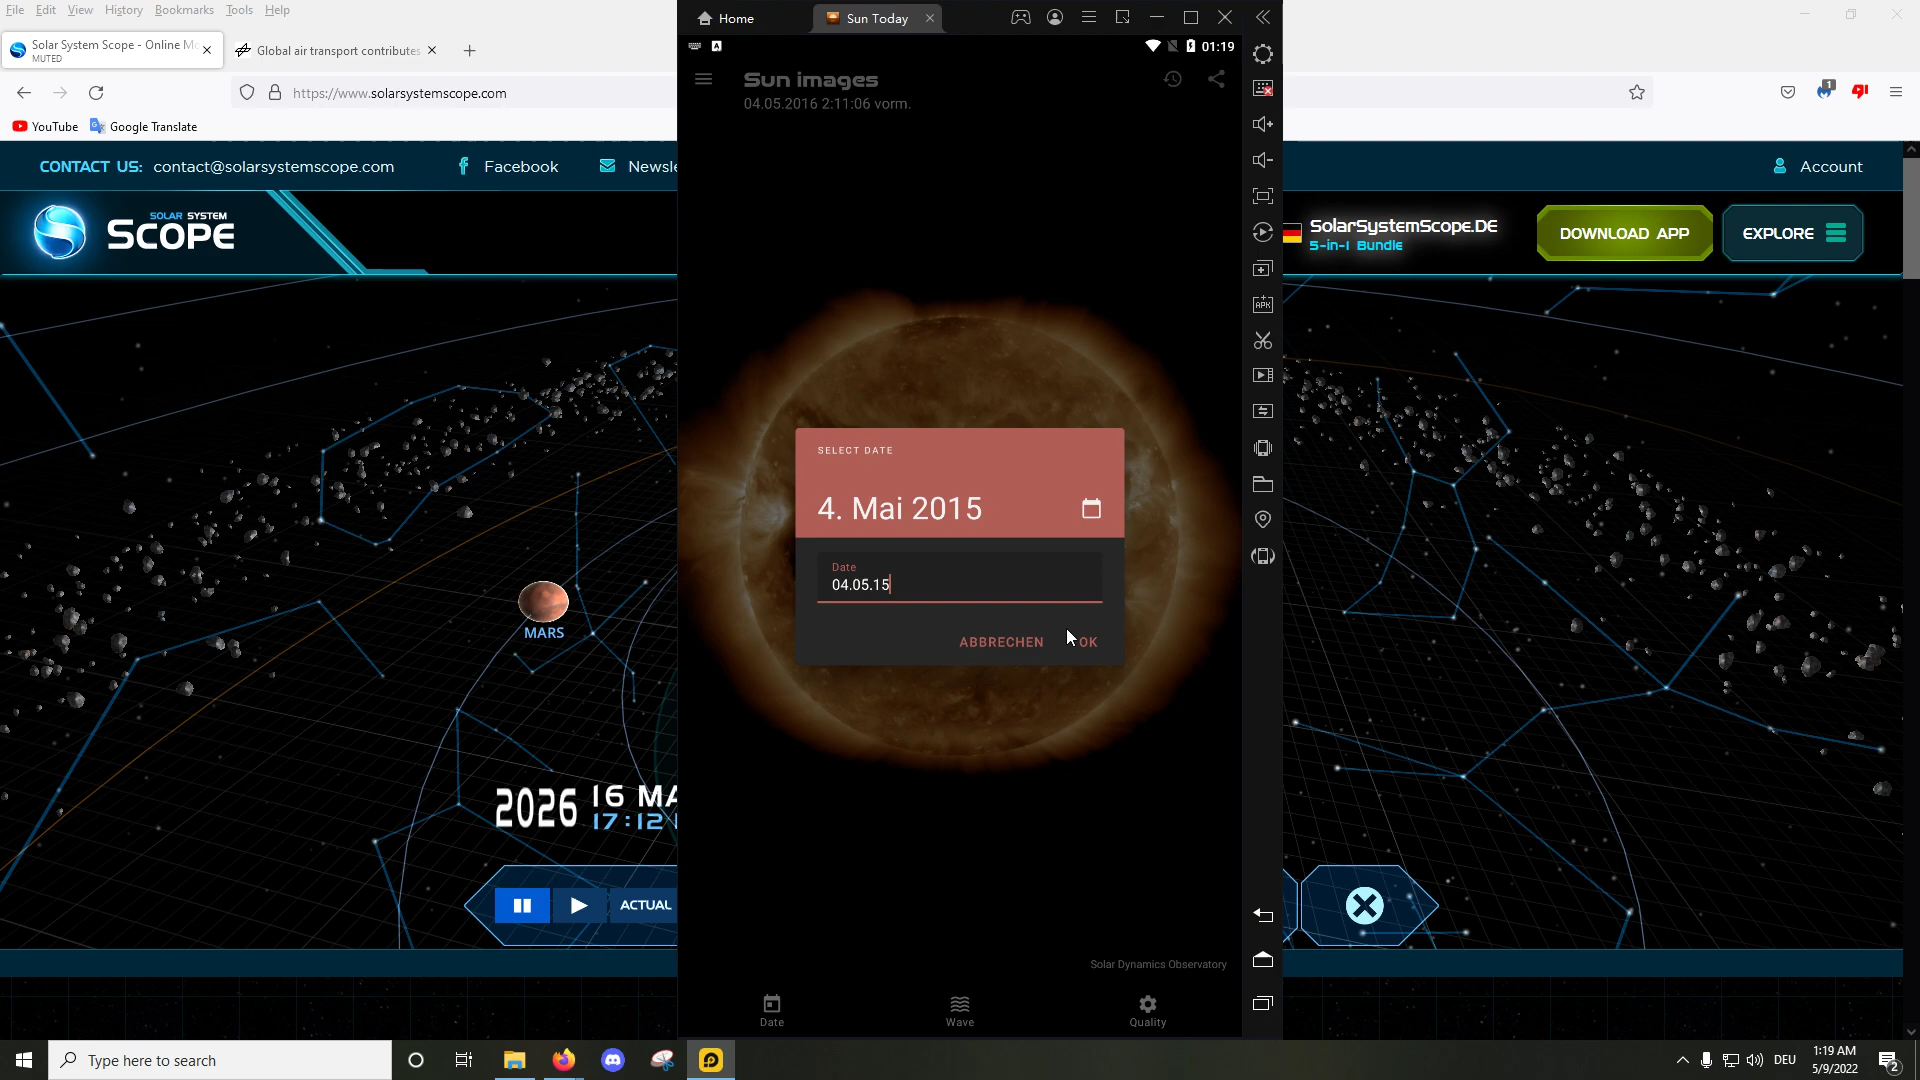 File Edit View History Bookmarks Tools Help
Solar System Scope - Online Mo
MUTED
Global air transport contributes
https://www.solarsystemscope.com
YouTube Google Translate
CONTACT US: contact@solarsystemscope.com Facebook Newsle
Account
SOLAR SYSTEM
SCOPE
SolarSystemScope.DE
5-in-1 Bundle
DOWNLOAD APP
EXPLORE
1
MARS
2026 16 MA
17:12
ACTUAL
Home Sun Today
01:19
Sun images
04.05.2016 2:11:06 vorm.
SELECT DATE
4. Mai 2015
Date
04.05.15
ABBRECHEN OK
Solar Dynamics Observatory
Date Wave Quality
APK
Type here to search
DEU
1:19 AM
5/9/2022
2